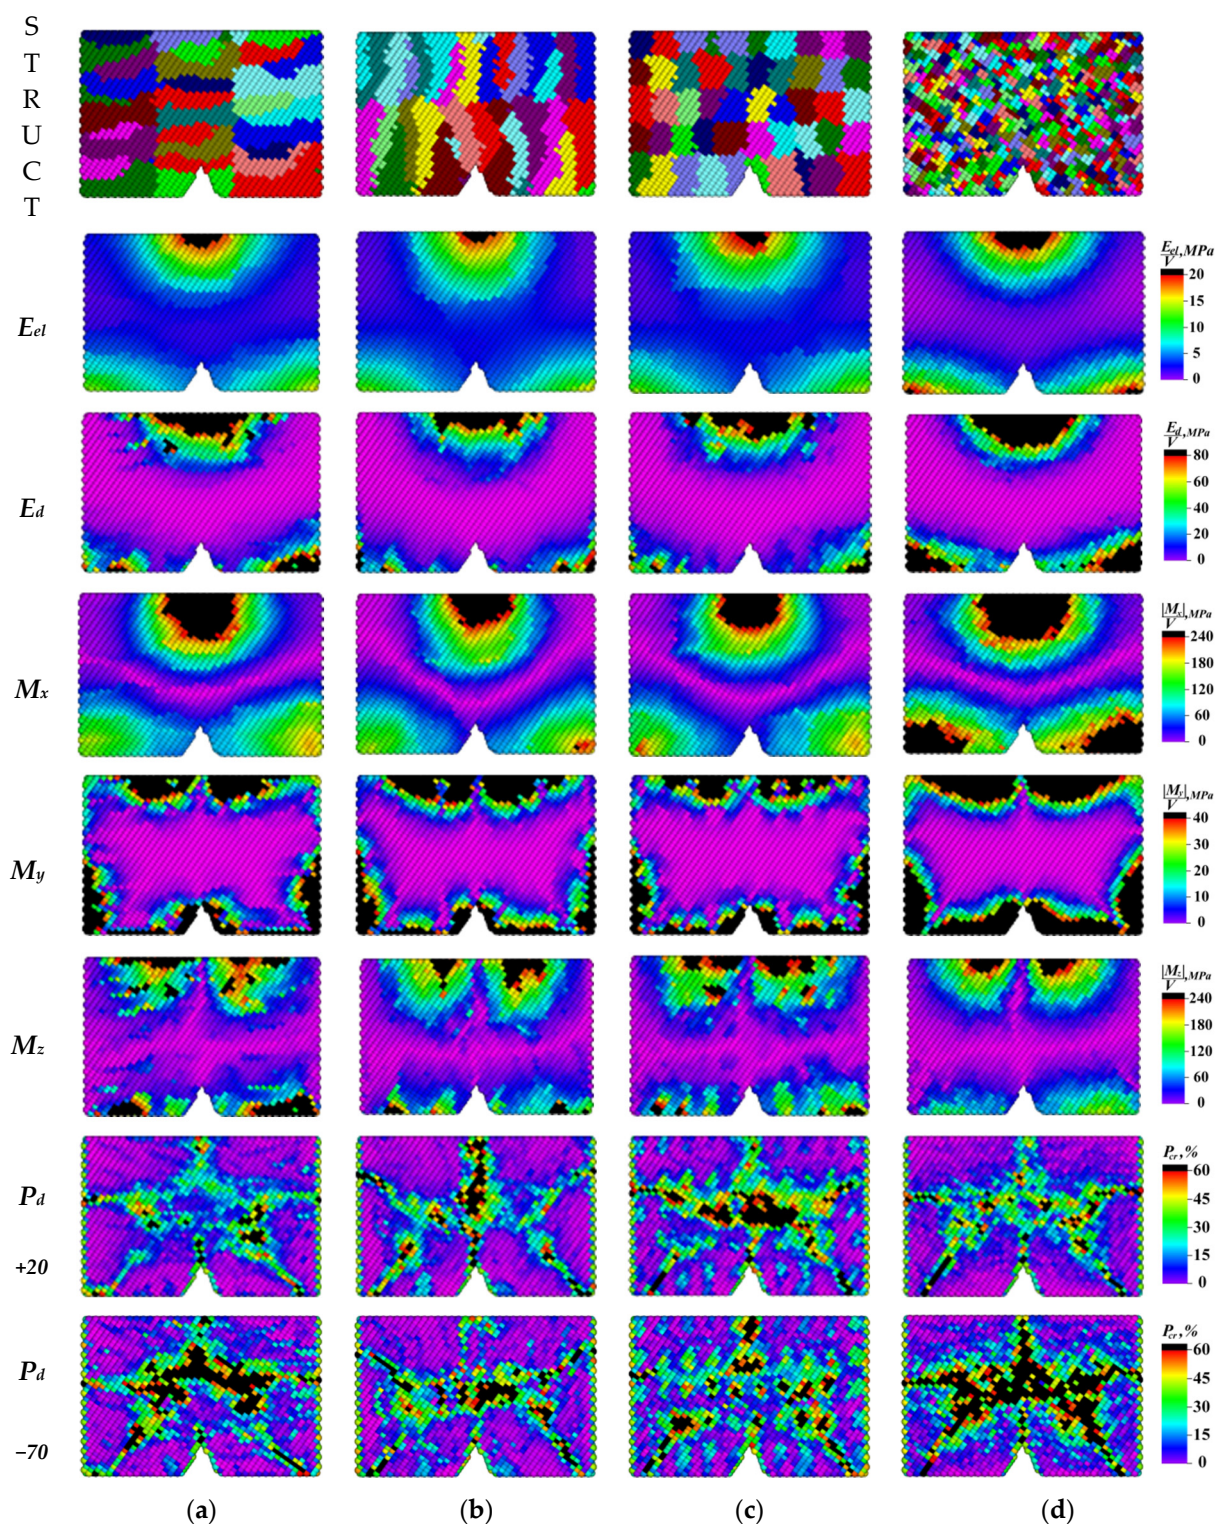 S
T
R
U
C
T
E_el
E_el/V, MPa
20
15
10
5
0
E_d
E_d/V, MPa
80
60
40
20
0
M_x
|M_x|/V, MPa
240
180
120
60
0
M_y
|M_y|/V, MPa
40
30
20
10
0
M_z
|M_z|/V, MPa
240
180
120
60
0
P_d
+20
P_cr, %
60
45
30
15
0
P_d
−70
P_cr, %
60
45
30
15
0
(a) (b) (c) (d)